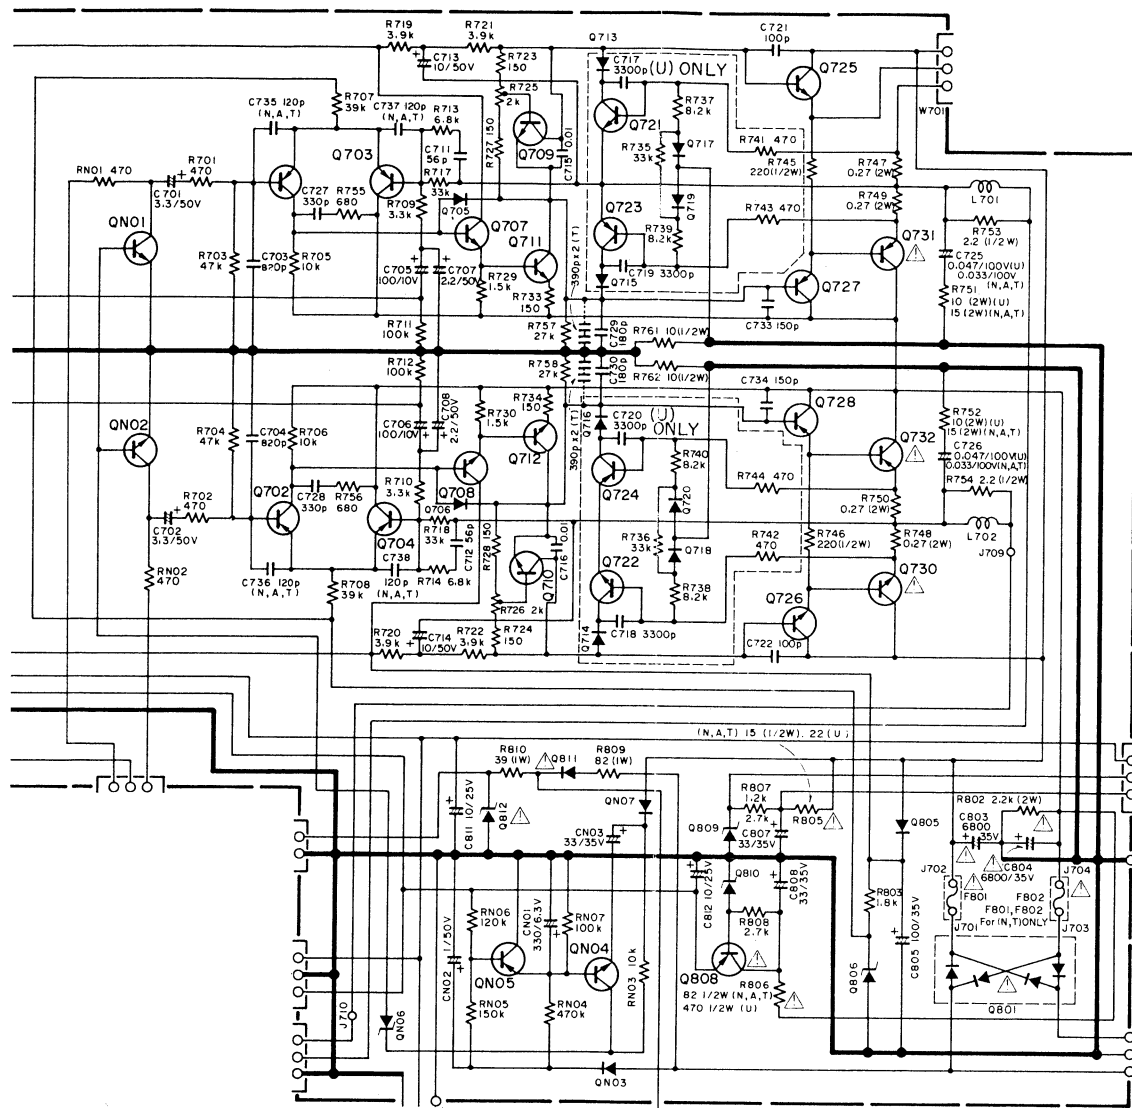 R719
3.9k
R721
3.9k
C713
10/50V
R723
150
R725
2k
Q713
C717
3300p
(U) ONLY
C721
100p
Q725
W701
C735 120p
(N,A,T)
R707
39k
C737 120p
(N,A,T)
R713
6.8k
C711
56p
R727 150
Q709
C715 0.01
Q721
R737
8.2k
R735
33k
Q717
R741 470
R745
220(1/2W)
R747
0.27 (2W)
RN01 470
R701
470
C701
3.3/50V
Q703
R717
33k
C727
330p
R755
680
R709
3.3k
Q705
Q707
Q711
Q723
Q719
R743 470
R749
0.27 (2W)
L701
R753
2.2 (1/2W)
QN01
R703
47k
C703
820p
R705
10k
C705
100/10V
C707
2.2/50V
R729
1.5k
R733
150
390p x 2 (T)
R739
8.2k
C719 3300p
Q715
Q731
Q727
C725
0.047/100V(U)
0.033/100V
(N,A,T)
R751
10 (2W)(U)
15(2W)(N,A,T)
R711
100k
R757
27k
C729
180p
R761 10(1/2W)
C733 150p
R712
100k
R758
27k
C730
180p
R762 10(1/2W)
C734 150p
Q728
QN02
R704
47k
C704
820p
R706
10k
C706
100/10V
C708
2.2/50V
R730
1.5k
R734
150
390p x 2 (T)
Q716
C720
3300p
(U)
ONLY
R752
10(2W)(U)
15(2W)(N,A,T)
Q732
C726
0.047/100V(U)
0.033/100V(N,A,T)
R754 2.2 (1/2W)
Q712
R740
8.2k
R702
470
C702
3.3/50V
Q702
C728
330p
R756
680
R710
3.3k
Q708
Q706
Q724
Q720
R744 470
R750
0.27(2W)
L702
Q704
R718
33k
C712 56p
R728 150
C716 0.01
R736
33k
Q718
R742
470
R746
220(1/2W)
R748
0.27(2W)
J709
RN02
470
C736 120p
(N,A,T)
R708
39k
C738
120p
(N,A,T)
R714 6.8k
Q710
Q722
R738
8.2k
Q730
R726 2k
Q726
R720
3.9k
C714
10/50V
R722
3.9k
R724
150
Q714
C718 3300p
C722 100p
(N,A,T) 15 (1/2W). 22(U)
R810
39 (1W)
Q811
R809
82 (1W)
C811 10/25V
Q812
QN07
CN03
33/35V
Q809
R807
1.2k
2.7k
C807
33/35V
R805
Q805
R802 2.2k (2W)
C803
6800
35V
C804
6800/35V
C812 10/25V
Q810
C808
33/35V
R808
2.7k
R803
1.8k
J702
F801
J704
F802
F801,F802
For(N,T)ONLY
J701
J703
RN06
120k
CN01
330/6.3V
RN07
100k
CN02 1/50V
QN05
QN04
RN03 10k
Q808
R806
82 1/2W (N,A,T)
470 1/2W (U)
Q806
C805 100/35V
Q801
J710
QN06
RN05
150k
RN04
470k
QN03